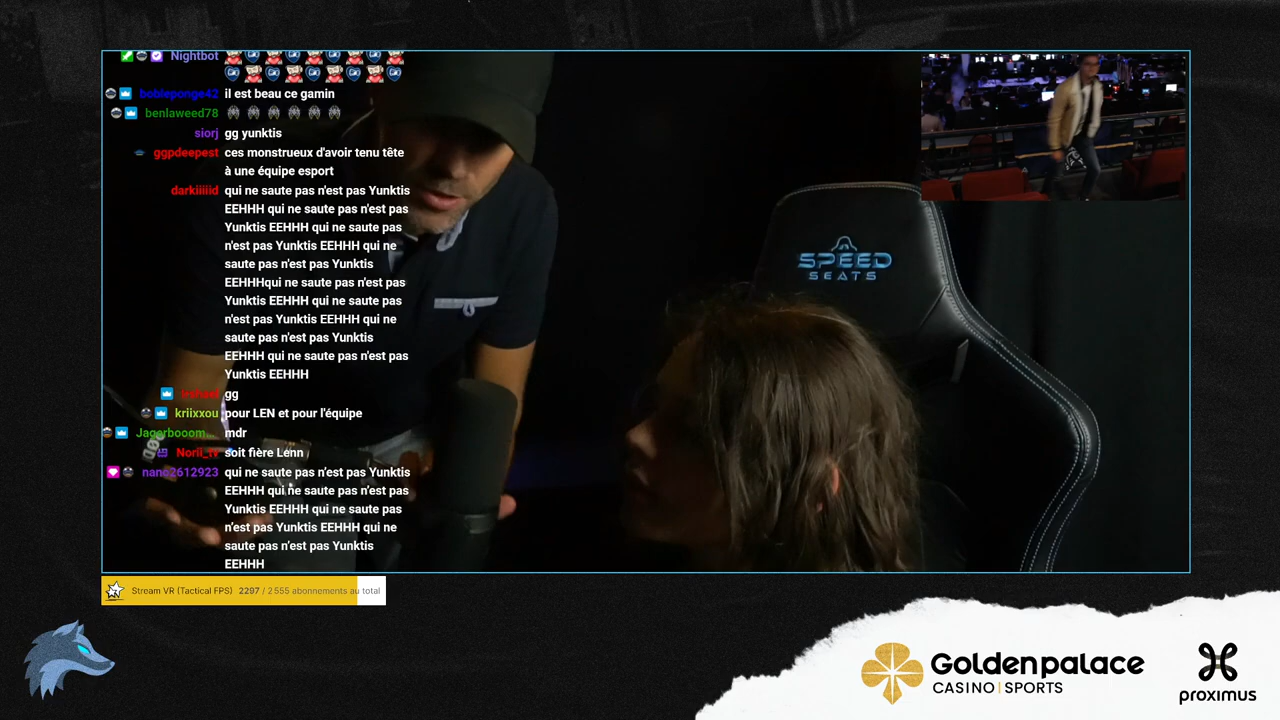 Nightbot
bobleponge42 il est beau ce gamin
benlaweed78
siorj gg yunktis
ggpdeepest ces monstrueux d'avoir tenu tête
à une équipe esport
darkiiiiid qui ne saute pas n'est pas Yunktis
EEHHH qui ne saute pas n'est pas
Yunktis EEHHH qui ne saute pas
n'est pas Yunktis EEHHH qui ne
saute pas n'est pas Yunktis
EEHHHqui ne saute pas n'est pas
Yunktis EEHHH qui ne saute pas
n'est pas Yunktis EEHHH qui ne
saute pas n'est pas Yunktis
EEHHH qui ne saute pas n'est pas
Yunktis EEHHH
gg
kriixxou pour LEN et pour l'équipe
Jagerbooom... mdr
soit fière Lenn
nano2612923 qui ne saute pas n'est pas Yunktis
EEHHH qui ne saute pas n'est pas
Yunktis EEHHH qui ne saute pas
n'est pas Yunktis EEHHH qui ne
saute pas n'est pas Yunktis
EEHHH
SPEED
SEATS
Stream VR (Tactical FPS) 2297 / 2555 abonnements au total
Goldenpalace
CASINO | SPORTS
proximus